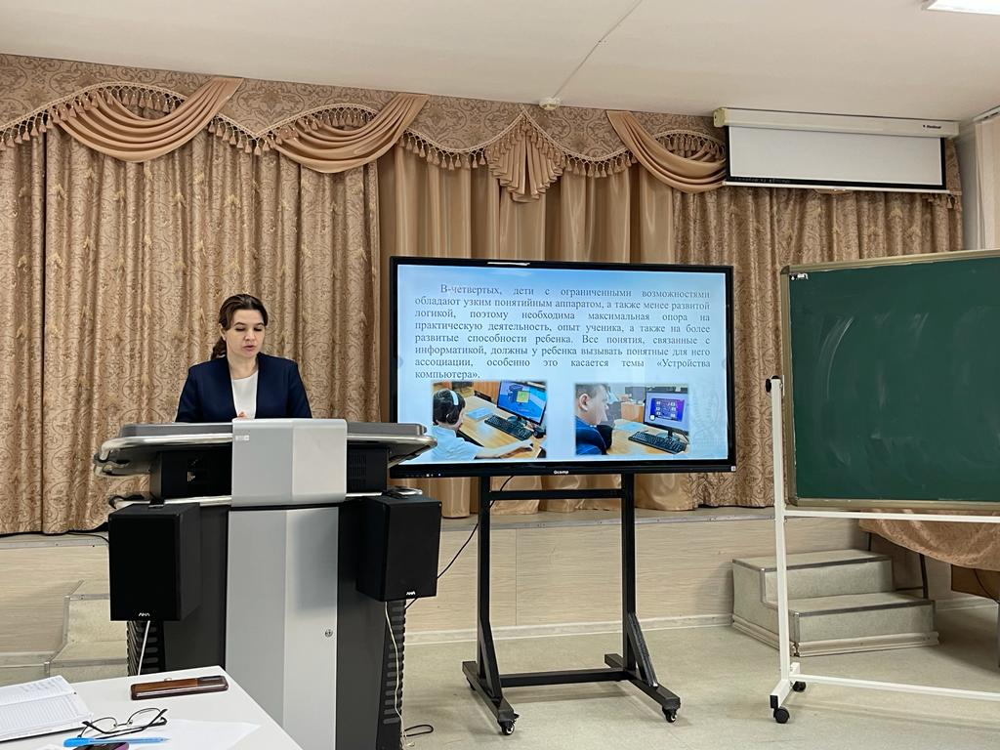 В-четвертых, дети с ограниченными возможностями
обладают узким понятийным аппаратом, а также менее развитой
логикой, поэтому необходима максимальная опора на
практическую деятельность, опыт ученика, а также на более
развитые способности ребенка. Все понятия, связанные с
информатикой, должны у ребенка вызывать понятные для него
ассоциации, особенно это касается темы «Устройства
компьютера».
Qcomp